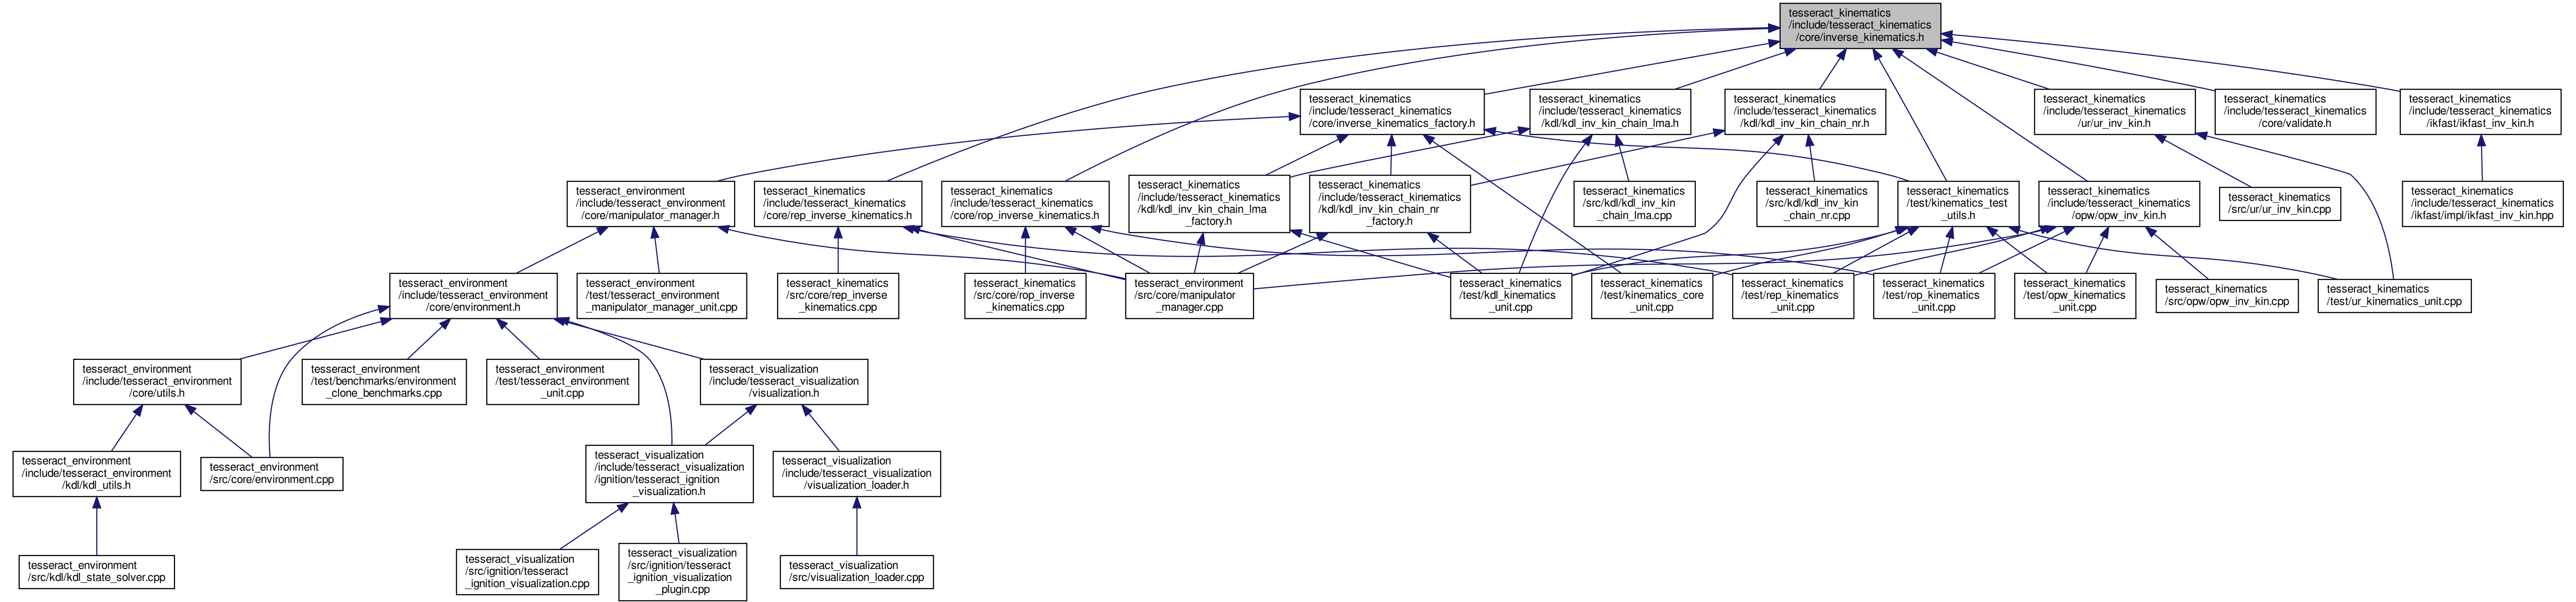 tesseract_kinematics
/include/tesseract_kinematics
/core/inverse_kinematics.h
tesseract_kinematics
/include/tesseract_kinematics
/core/inverse_kinematics_factory.h
tesseract_kinematics
/include/tesseract_kinematics
/kdl/kdl_inv_kin_chain_lma.h
tesseract_kinematics
/include/tesseract_kinematics
/kdl/kdl_inv_kin_chain_nr.h
tesseract_kinematics
/include/tesseract_kinematics
/ur/ur_inv_kin.h
tesseract_kinematics
/include/tesseract_kinematics
/core/validate.h
tesseract_kinematics
/include/tesseract_kinematics
/ikfast/ikfast_inv_kin.h
tesseract_environment
/include/tesseract_environment
/core/manipulator_manager.h
tesseract_kinematics
/include/tesseract_kinematics
/core/rep_inverse_kinematics.h
tesseract_kinematics
/include/tesseract_kinematics
/core/rop_inverse_kinematics.h
tesseract_kinematics
/include/tesseract_kinematics
/kdl/kdl_inv_kin_chain_lma
_factory.h
tesseract_kinematics
/include/tesseract_kinematics
/kdl/kdl_inv_kin_chain_nr
_factory.h
tesseract_kinematics
/src/kdl/kdl_inv_kin
_chain_lma.cpp
tesseract_kinematics
/src/kdl/kdl_inv_kin
_chain_nr.cpp
tesseract_kinematics
/test/kinematics_test
_utils.h
tesseract_kinematics
/include/tesseract_kinematics
/opw/opw_inv_kin.h
tesseract_kinematics
/src/ur/ur_inv_kin.cpp
tesseract_kinematics
/include/tesseract_kinematics
/ikfast/impl/ikfast_inv_kin.hpp
tesseract_environment
/include/tesseract_environment
/core/environment.h
tesseract_environment
/test/tesseract_environment
_manipulator_manager_unit.cpp
tesseract_kinematics
/src/core/rep_inverse
_kinematics.cpp
tesseract_kinematics
/src/core/rop_inverse
_kinematics.cpp
tesseract_environment
/src/core/manipulator
_manager.cpp
tesseract_kinematics
/test/kdl_kinematics
_unit.cpp
tesseract_kinematics
/test/kinematics_core
_unit.cpp
tesseract_kinematics
/test/rep_kinematics
_unit.cpp
tesseract_kinematics
/test/rop_kinematics
_unit.cpp
tesseract_kinematics
/test/opw_kinematics
_unit.cpp
tesseract_kinematics
/src/opw/opw_inv_kin.cpp
tesseract_kinematics
/test/ur_kinematics_unit.cpp
tesseract_environment
/include/tesseract_environment
/core/utils.h
tesseract_environment
/test/benchmarks/environment
_clone_benchmarks.cpp
tesseract_environment
/test/tesseract_environment
_unit.cpp
tesseract_visualization
/include/tesseract_visualization
/visualization.h
tesseract_environment
/include/tesseract_environment
/kdl/kdl_utils.h
tesseract_environment
/src/core/environment.cpp
tesseract_visualization
/include/tesseract_visualization
/ignition/tesseract_ignition
_visualization.h
tesseract_visualization
/include/tesseract_visualization
/visualization_loader.h
tesseract_environment
/src/kdl/kdl_state_solver.cpp
tesseract_visualization
/src/ignition/tesseract
_ignition_visualization.cpp
tesseract_visualization
/src/ignition/tesseract
_ignition_visualization
_plugin.cpp
tesseract_visualization
/src/visualization_loader.cpp